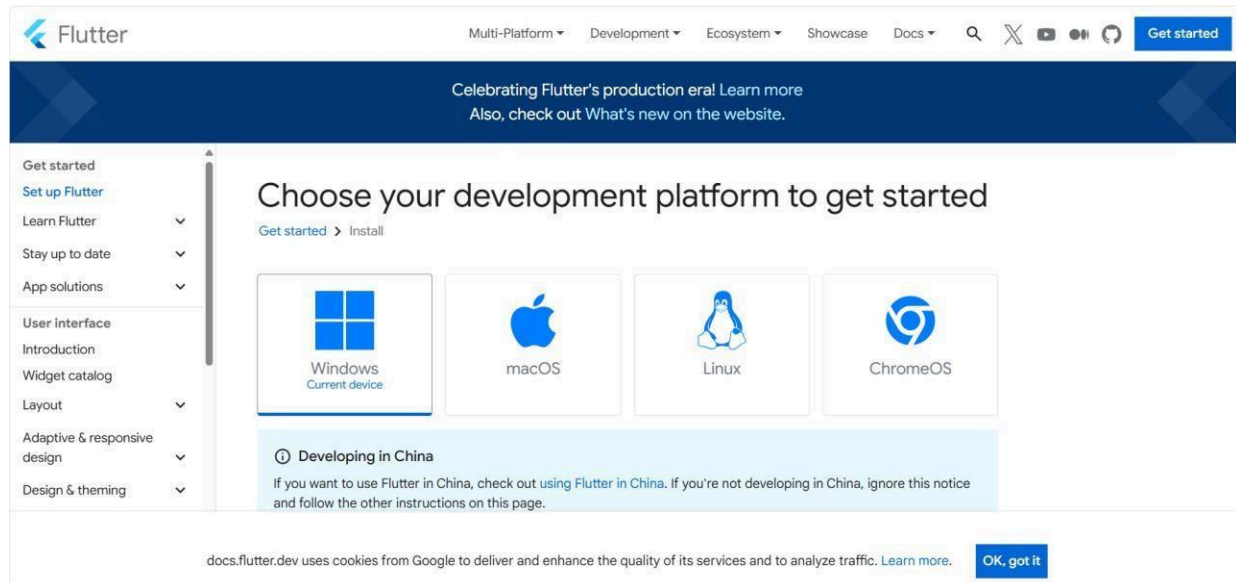 Flutter
Multi-Platform
Development
Ecosystem
Showcase
Docs
Get started
Celebrating Flutter's production era! Learn more
Also, check out What's new on the website.
Get started
Set up Flutter
Learn Flutter
Stay up to date
App solutions
User interface
Introduction
Widget catalog
Layout
Adaptive & responsive
design
Design & theming
Choose your development platform to get started
Get started > Install
Windows
Current device
macOS
Linux
ChromeOS
Developing in China
If you want to use Flutter in China, check out using Flutter in China. If you're not developing in China, ignore this notice
and follow the other instructions on this page.
docs.flutter.dev uses cookies from Google to deliver and enhance the quality of its services and to analyze traffic. Learn more.
OK, got it